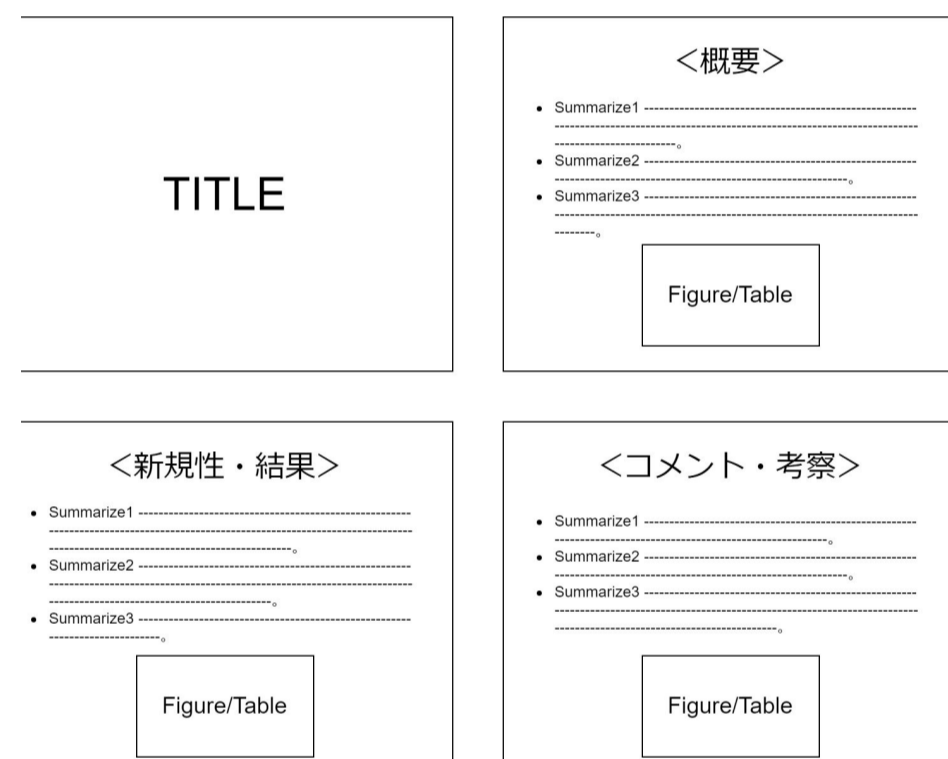 TITLE
＜概要＞
• Summarize1 ------------------------------------------------------
------------------------------------------------------------------------
------------------------。
• Summarize2 ------------------------------------------------------
----------------------------------------------------------。
• Summarize3 ------------------------------------------------------
------------------------------------------------------------------------
--------。
Figure/Table
＜新規性・結果＞
• Summarize1 ------------------------------------------------------
------------------------------------------------------------------------
------------------------------------------------。
• Summarize2 ------------------------------------------------------
------------------------------------------------------------------------
--------------------------------------------。
• Summarize3 ------------------------------------------------------
----------------------。
Figure/Table
＜コメント・考察＞
• Summarize1 ------------------------------------------------------
------------------------------------------------------。
• Summarize2 ------------------------------------------------------
----------------------------------------------------------。
• Summarize3 ------------------------------------------------------
------------------------------------------------------------------------
--------------------------------------------。
Figure/Table